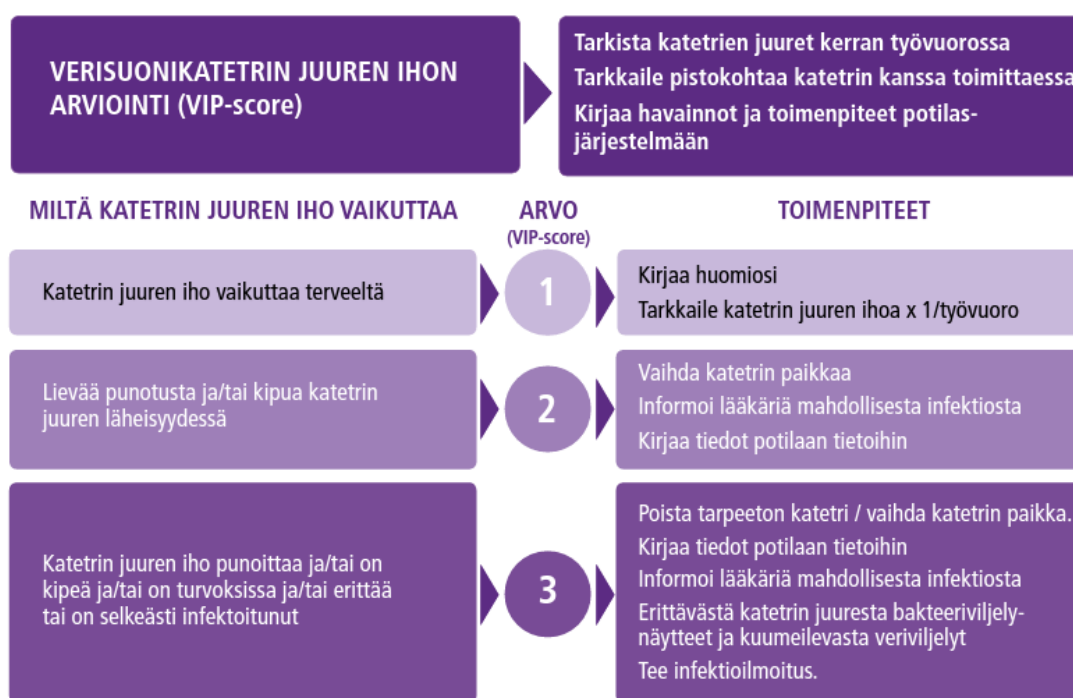 VERISUONIKATETRIN JUUREN IHON
ARVIOINTI (VIP-score)
Tarkista katetrien juuret kerran työvuorossa
Tarkkaile pistokohtaa katetrin kanssa toimittaessa
Kirjaa havainnot ja toimenpiteet potilas-
järjestelmään
MILTÄ KATETRIN JUUREN IHO VAIKUTTAA
ARVO
(VIP-score)
TOIMENPITEET
Katetrin juuren iho vaikuttaa terveeltä
1
Kirjaa huomiosi
Tarkkaile katetrin juuren ihoa x 1/työvuoro
Lievää punotusta ja/tai kipua katetrin
juuren läheisyydessä
2
Vaihda katetrin paikkaa
Informoi lääkäriä mahdollisesta infektiosta
Kirjaa tiedot potilaan tietoihin
Katetrin juuren iho punoittaa ja/tai on
kipeä ja/tai on turvoksissa ja/tai erittää
tai on selkeästi infektoitunut
3
Poista tarpeeton katetri / vaihda katetrin paikka.
Kirjaa tiedot potilaan tietoihin
Informoi lääkäriä mahdollisesta infektiosta
Erittävästä katetrin juuresta bakteeriviljely-
näytteet ja kuumeilevasta veriviljelyt
Tee infektioilmoitus.